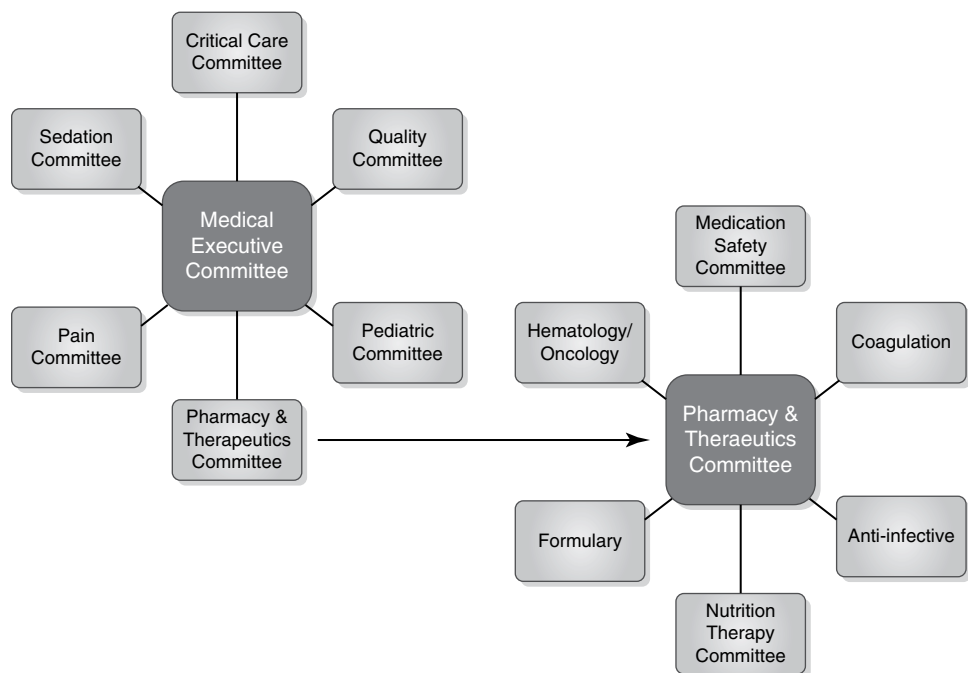 Critical Care
Committee
Sedation
Committee
Quality
Committee
Medical
Executive
Committee
Pain
Committee
Pediatric
Committee
Pharmacy &
Therapeutics
Committee
Medication
Safety
Committee
Hematology/
Oncology
Coagulation
Pharmacy &
Theraeutics
Committee
Formulary
Anti-infective
Nutrition
Therapy
Committee